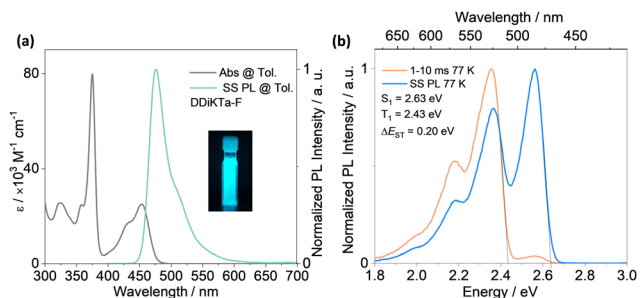 (a)
80
40
0
ε / ×10³ M⁻¹ cm⁻¹
Abs @ Tol.
SS PL @ Tol.
DDiKTa-F
1
0
Normalized PL Intensity / a.u.
300 350 400 450 500 550 600 650 700
Wavelength / nm
(b)
Wavelength / nm
650 600 550 500 450
1-10 ms 77 K
SS PL 77 K
S₁ = 2.63 eV
T₁ = 2.43 eV
ΔE_ST = 0.20 eV
1
0
Normalized PL Intensity / a.u.
1.8 2.0 2.2 2.4 2.6 2.8 3.0
Energy / eV